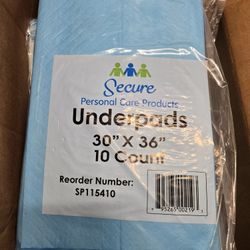 Secure
Personal Care Products
Underpads
30" X 36"
10 Count
Reorder Number:
SP115410